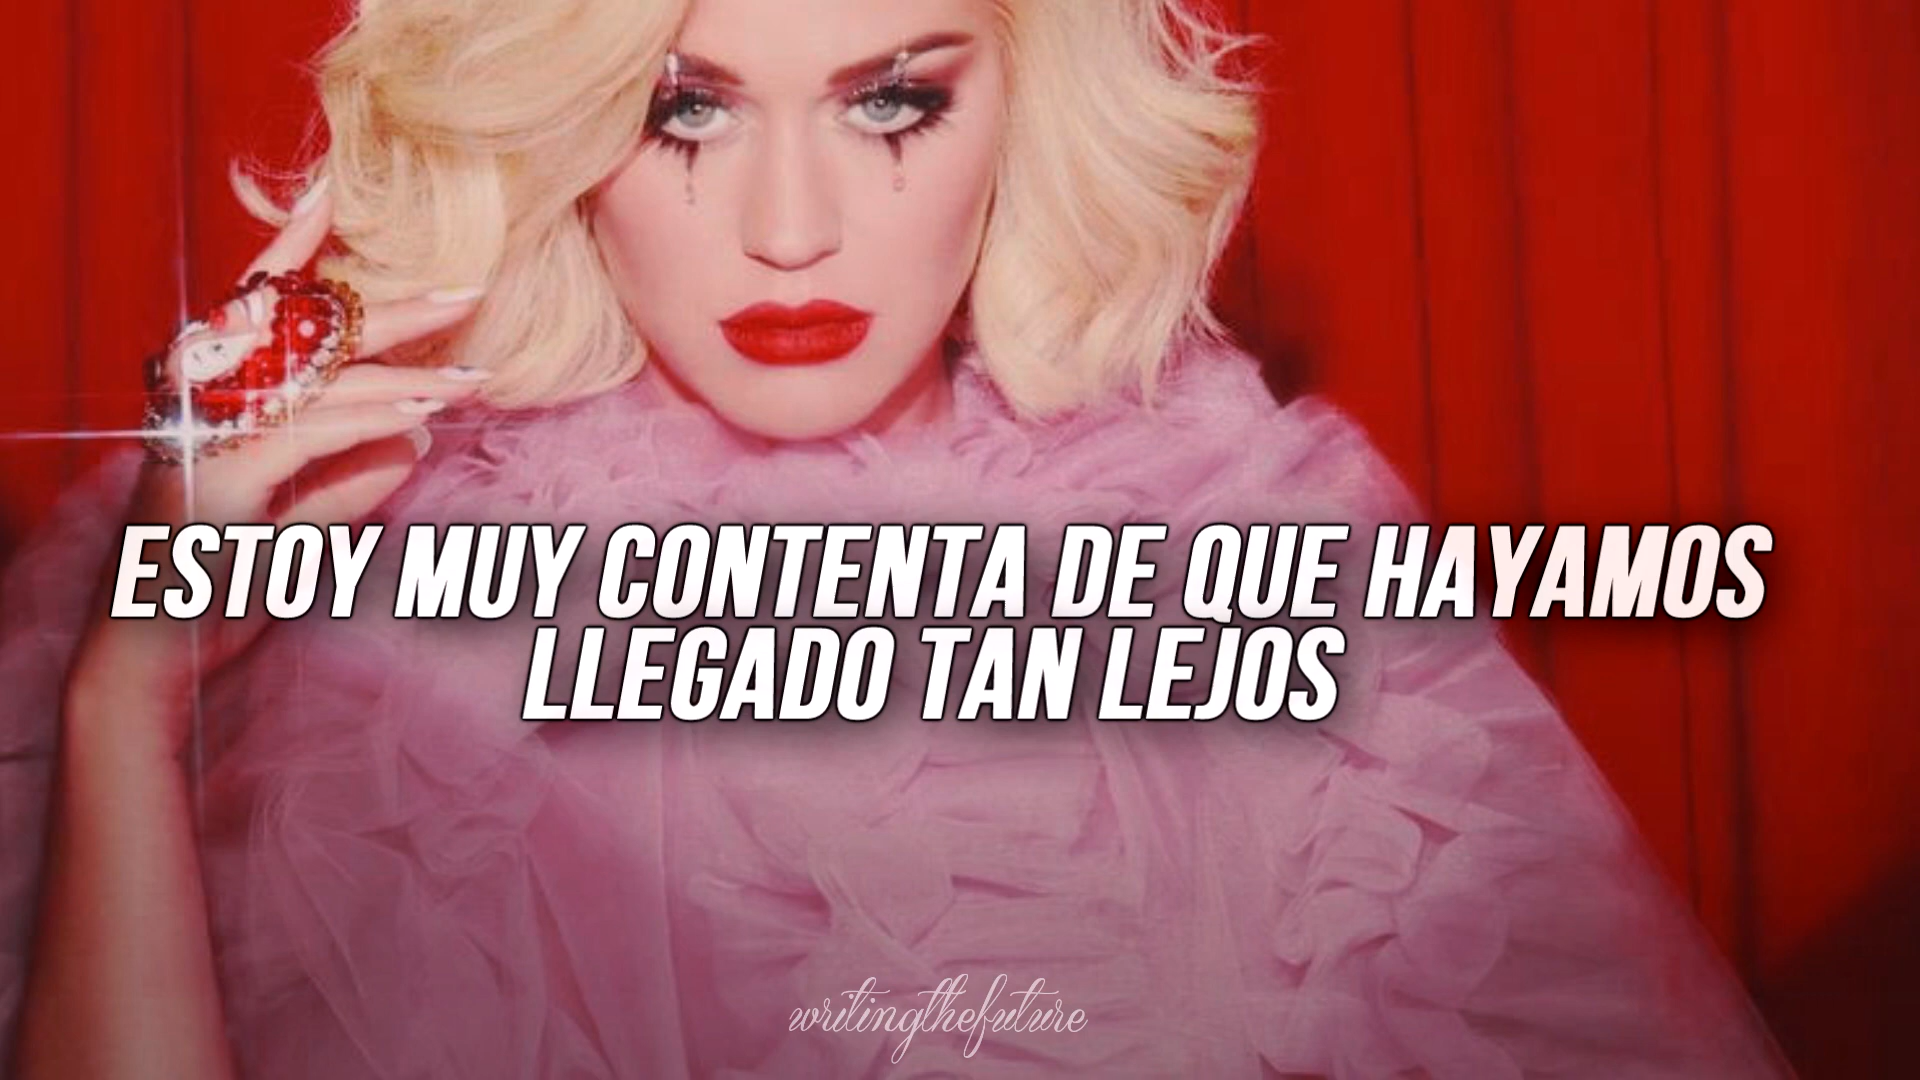 ESTOY MUY CONTENTA DE QUE HAYAMOS
LLEGADO TAN LEJOS
writingthefuture